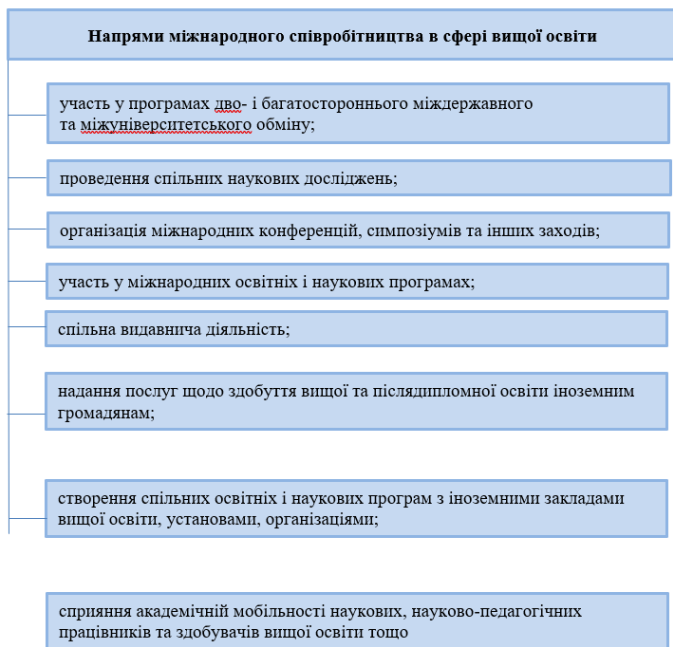 Напрями міжнародного співробітництва в сфері вищої освіти
участь у програмах дво- і багатостороннього міждержавного
та міжуніверситетського обміну;
проведення спільних наукових досліджень;
організація міжнародних конференцій, симпозіумів та інших заходів;
участь у міжнародних освітніх і наукових програмах;
спільна видавнича діяльність;
надання послуг щодо здобуття вищої та післядипломної освіти іноземним
громадянам;
створення спільних освітніх і наукових програм з іноземними закладами
вищої освіти, установами, організаціями;
сприяння академічній мобільності наукових, науково-педагогічних
працівників та здобувачів вищої освіти тощо